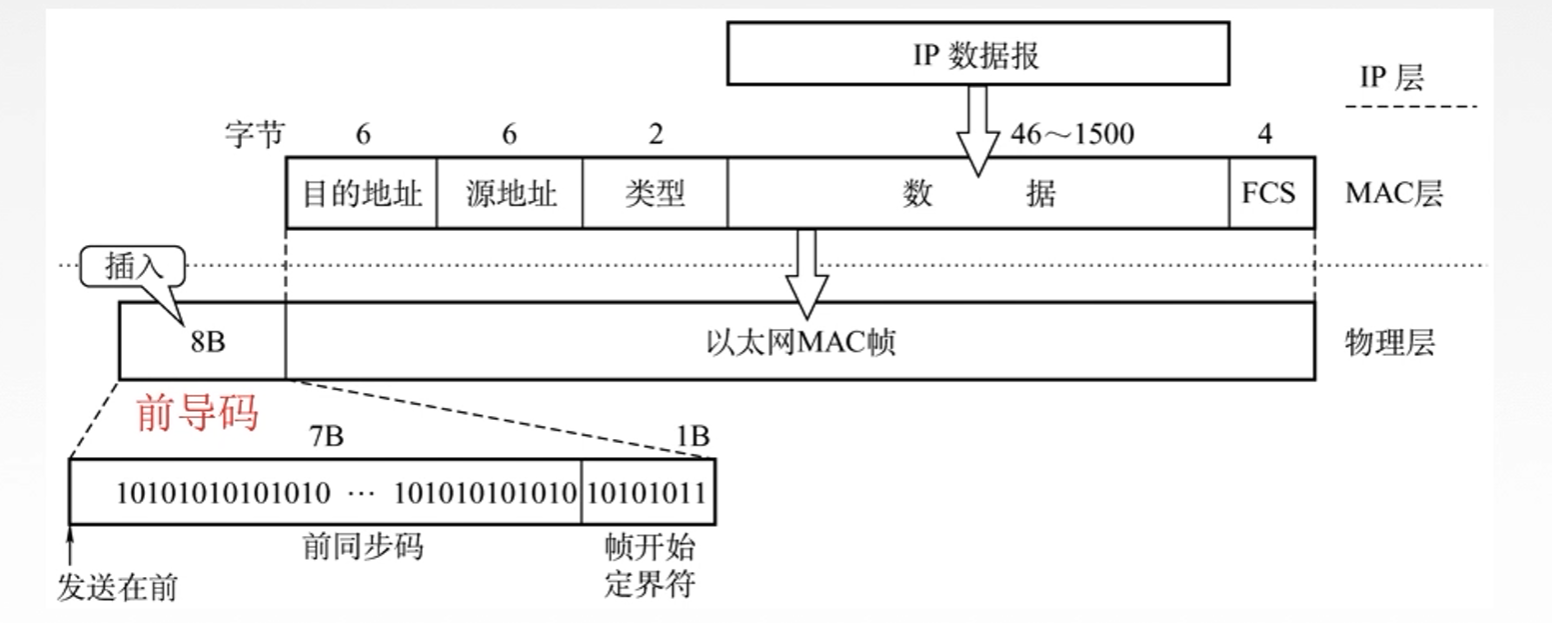 IP 数据报
IP 层
字节 6 6 2 46～1500 4
目的地址 源地址 类型 数 据 FCS MAC层
插入
8B 以太网MAC帧 物理层
前导码
7B 1B
10101010101010 … 101010101010 10101011
前同步码 帧开始
定界符
发送在前